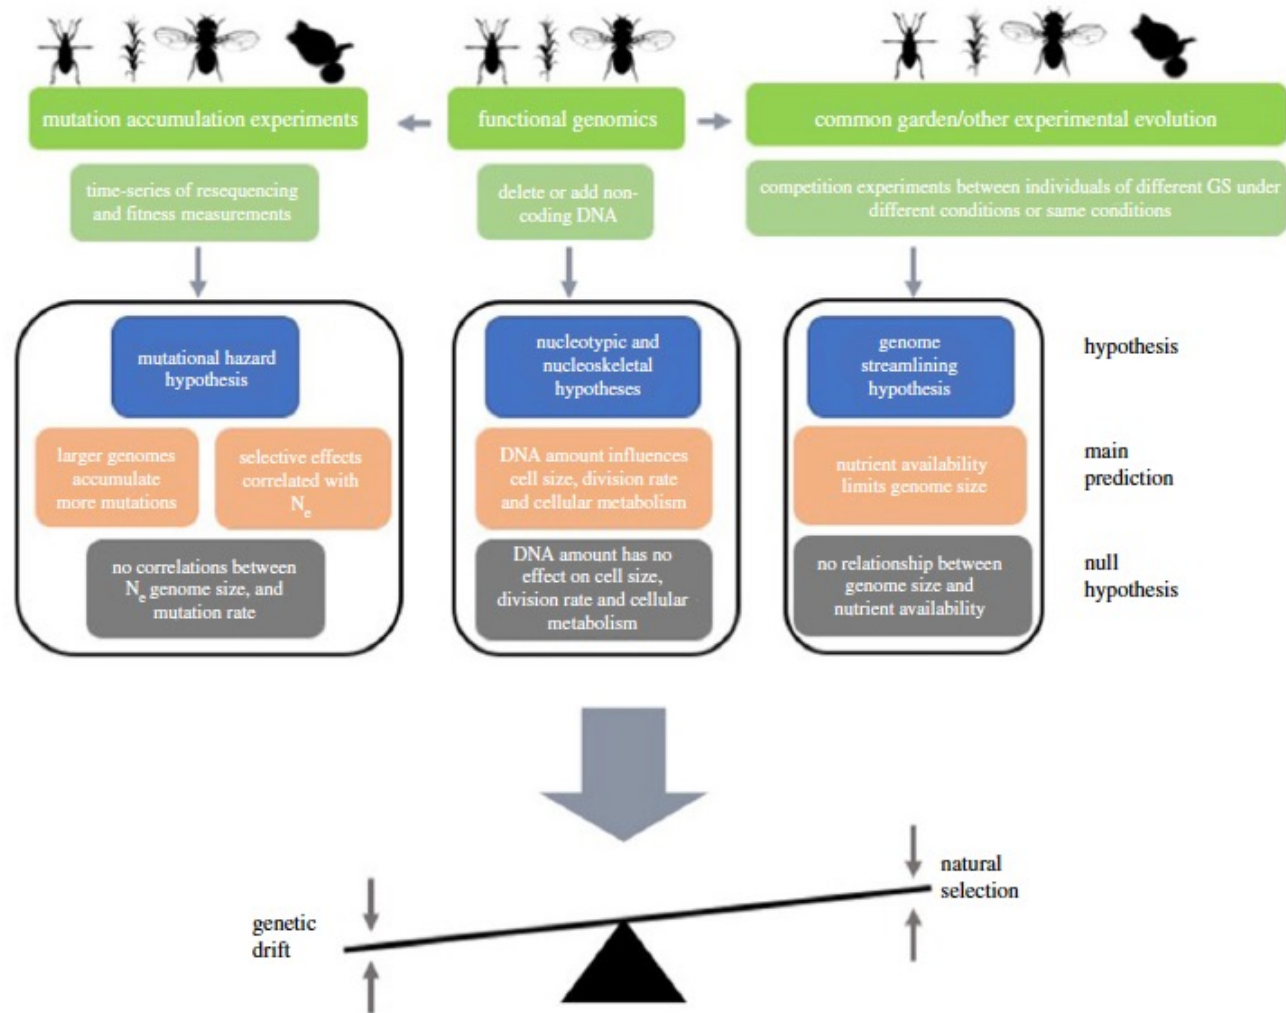 mutation accumulation experiments
functional genomics
common garden/other experimental evolution
time-series of resequencing
and fitness measurements
delete or add non-
coding DNA
competition experiments between individuals of different GS under
different conditions or same conditions
mutational hazard
hypothesis
nucleotypic and
nucleoskeletal
hypotheses
genome
streamlining
hypothesis
hypothesis
larger genomes
accumulate
more mutations
selective effects
correlated with
Ne
DNA amount influences
cell size, division rate
and cellular metabolism
nutrient availability
limits genome size
main
prediction
no correlations between
Ne genome size, and
mutation rate
DNA amount has no
effect on cell size,
division rate and cellular
metabolism
no relationship between
genome size and
nutrient availability
null
hypothesis
genetic
drift
natural
selection